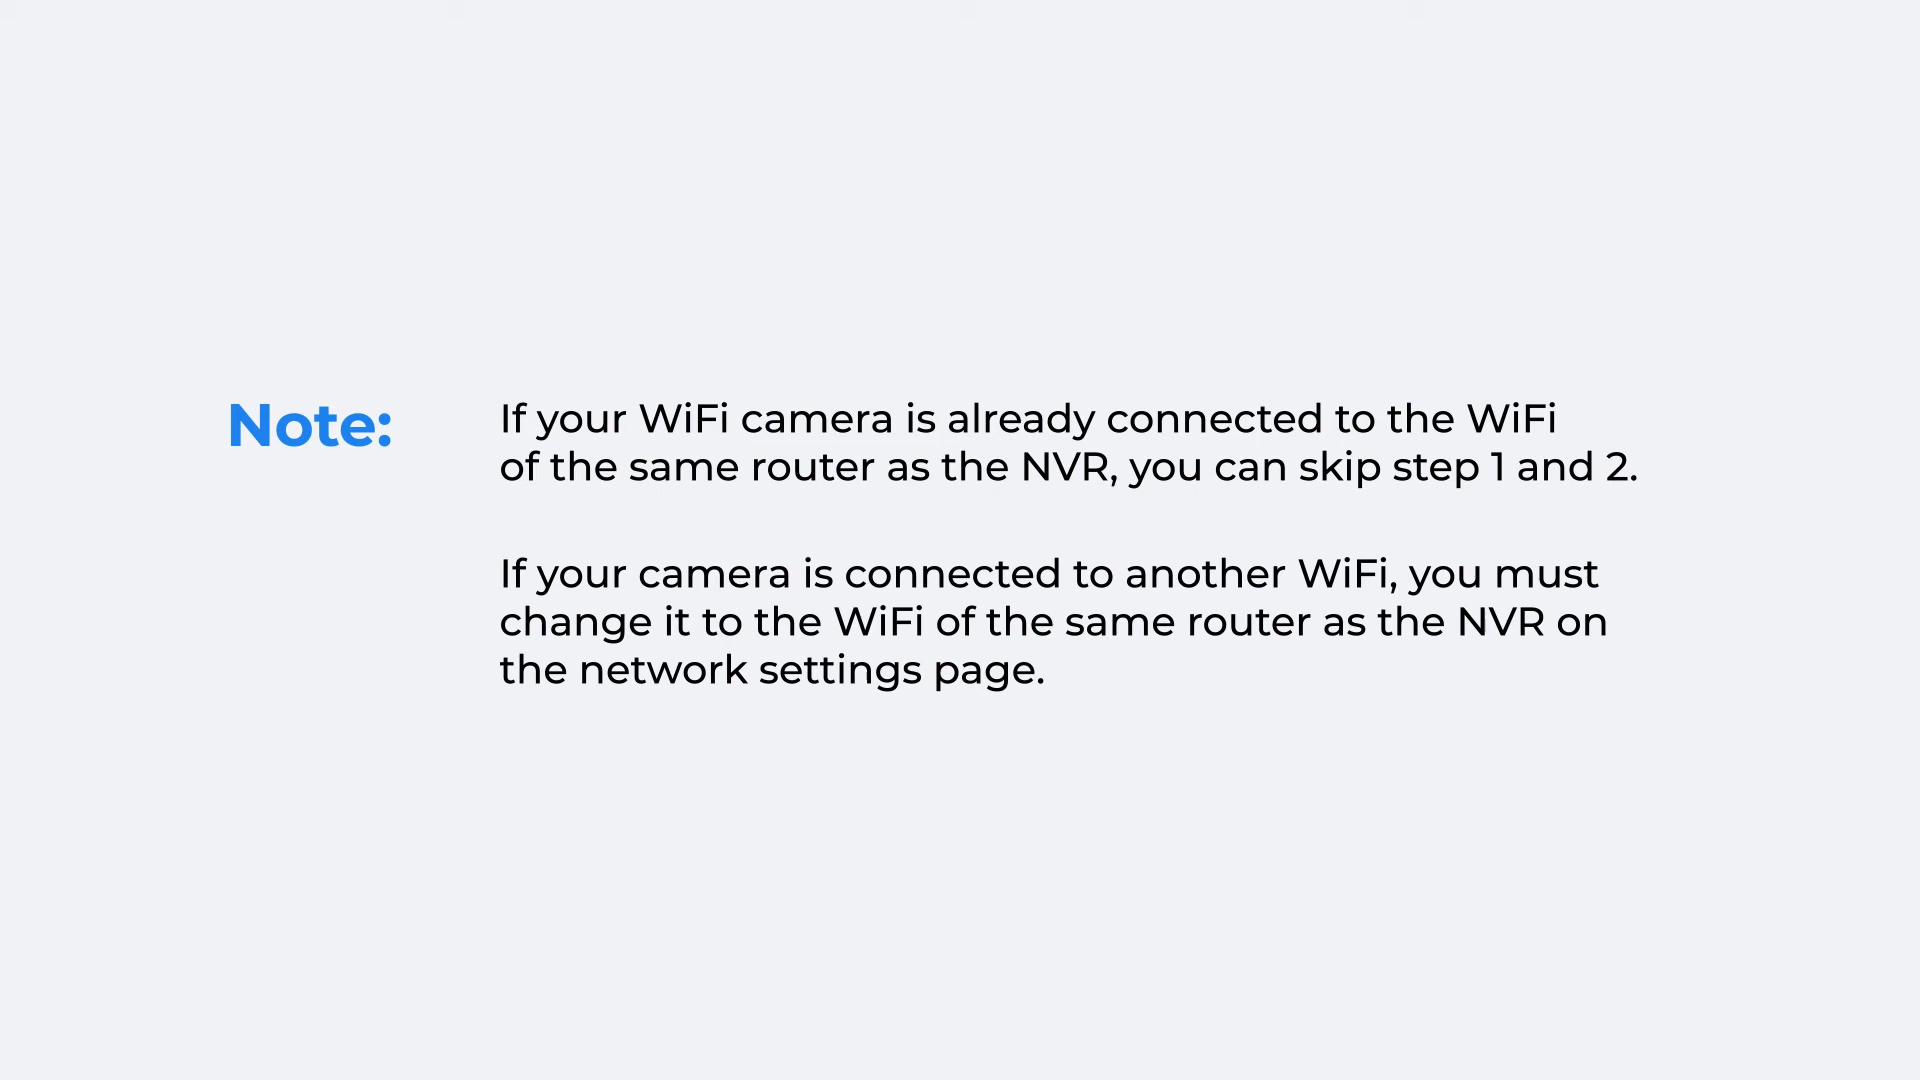 Note:
If your WiFi camera is already connected to the WiFi
of the same router as the NVR, you can skip step 1 and 2.
If your camera is connected to another WiFi, you must
change it to the WiFi of the same router as the NVR on
the network settings page.